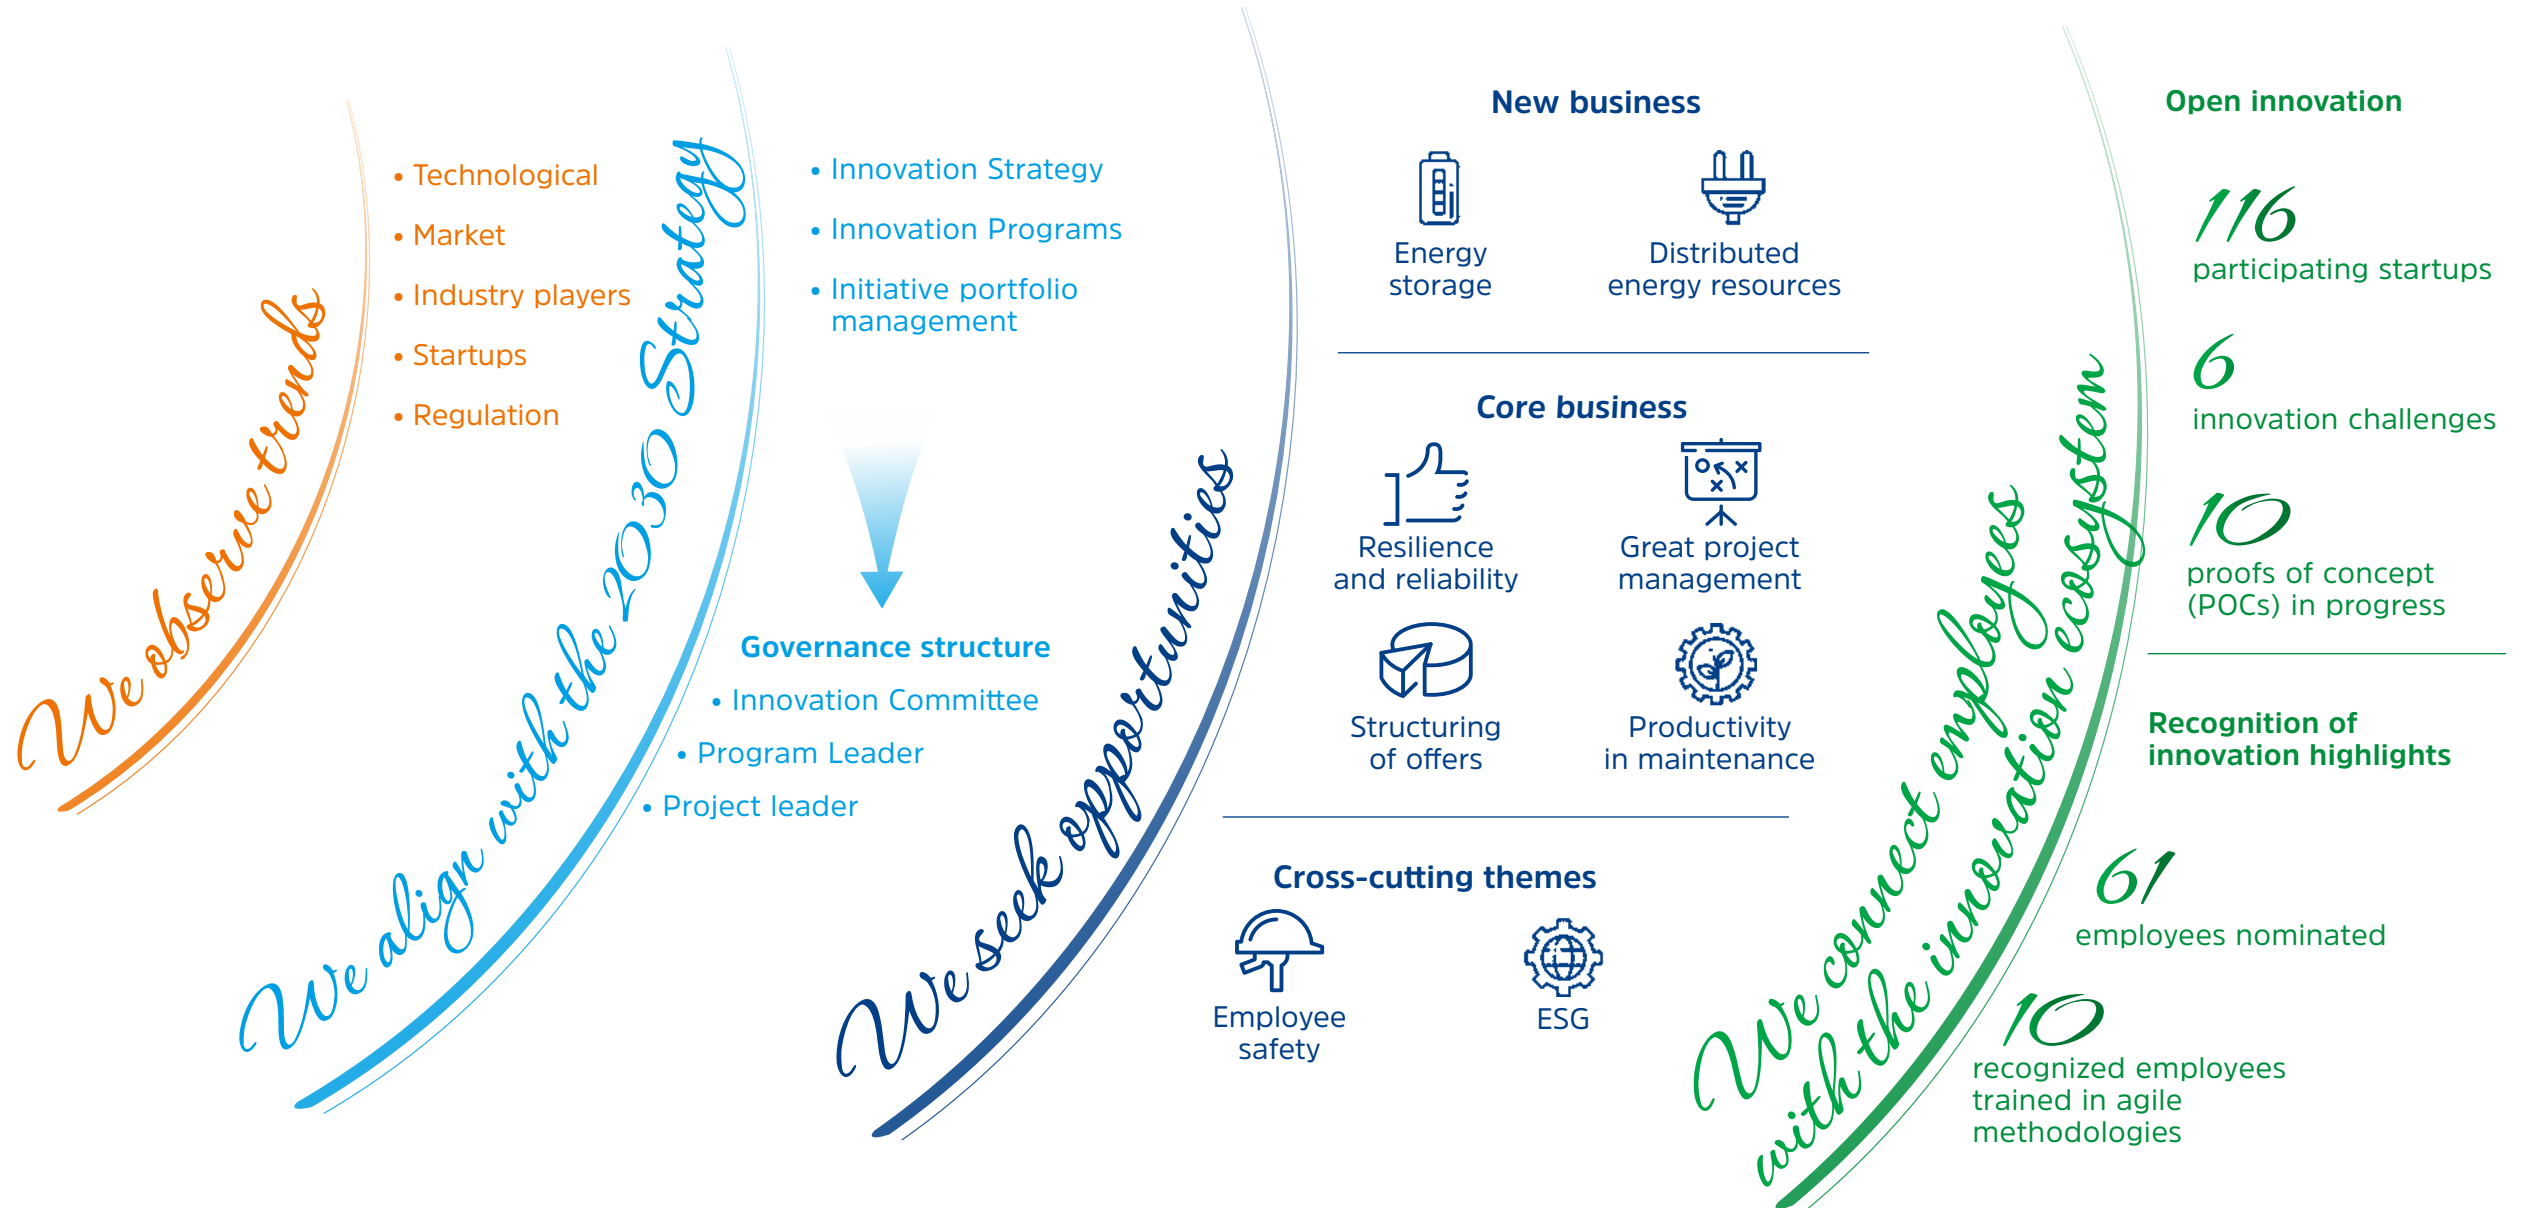 We observe trends
• Technological
• Market
• Industry players
• Startups
• Regulation
We align with the 2030 Strategy
• Innovation Strategy
• Innovation Programs
• Initiative portfolio
management
Governance structure
• Innovation Committee
• Program Leader
• Project leader
We seek opportunities
New business
Energy
storage
Distributed
energy resources
Core business
Resilience
and reliability
Great project
management
Structuring
of offers
Productivity
in maintenance
Cross-cutting themes
Employee
safety
ESG
We connect employees
with the innovation ecosystem
Open innovation
116
participating startups
6
innovation challenges
10
proofs of concept
(POCs) in progress
Recognition of
innovation highlights
61
employees nominated
10
recognized employees
trained in agile
methodologies